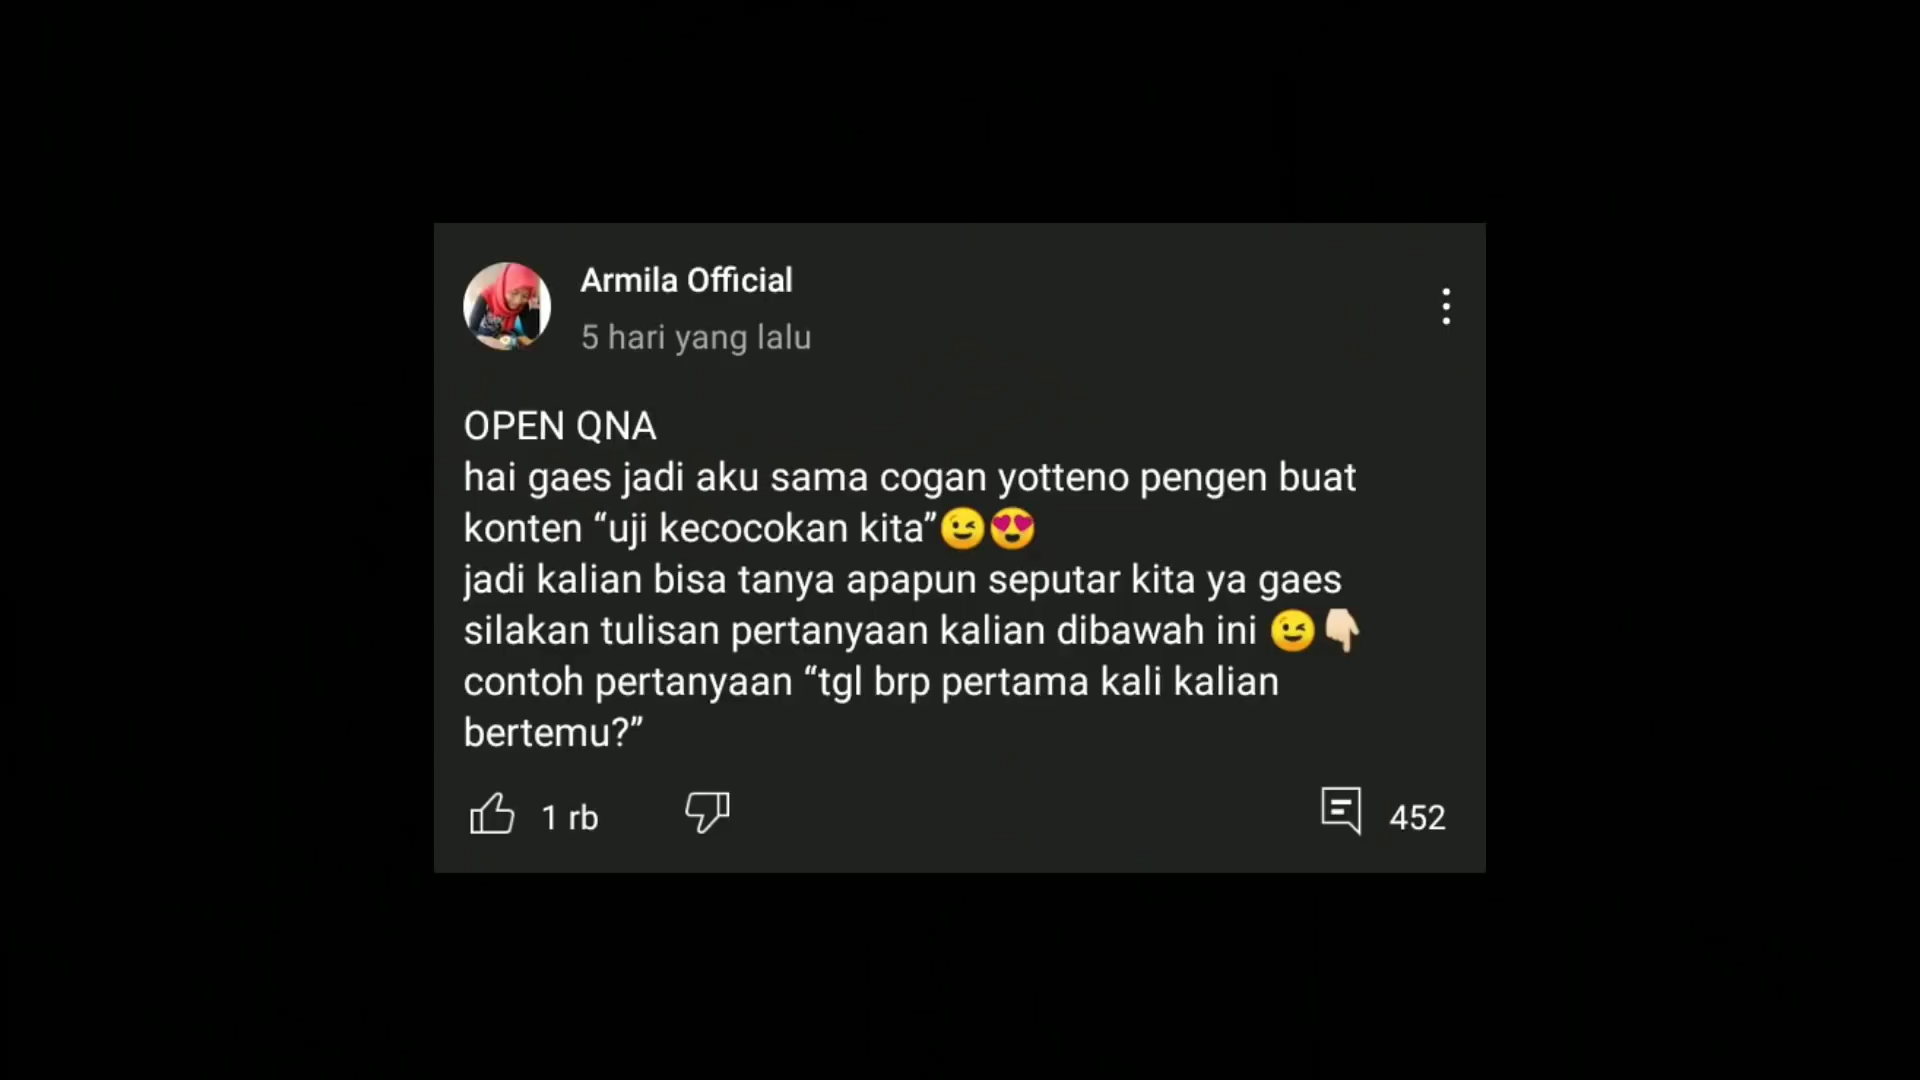 Armila Official
5 hari yang lalu
OPEN QNA
hai gaes jadi aku sama cogan yotteno pengen buat
konten “uji kecocokan kita”😉😍
jadi kalian bisa tanya apapun seputar kita ya gaes
silakan tulisan pertanyaan kalian dibawah ini 😉👇🏻
contoh pertanyaan “tgl brp pertama kali kalian
bertemu?”
1 rb
452